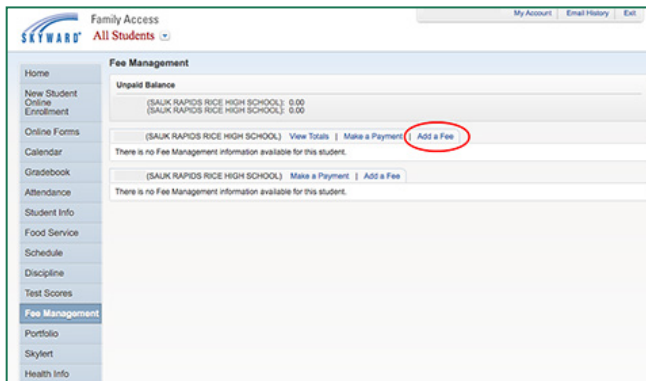 SKYWARD
Family Access
All Students
My Account | Email History | Exit
Home
New Student
Online
Enrollment
Online Forms
Calendar
Gradebook
Attendance
Student Info
Food Service
Schedule
Discipline
Test Scores
Fee Management
Portfolio
Skylert
Health Info
Fee Management
Unpaid Balance
(SAUK RAPIDS RICE HIGH SCHOOL): 0.00
(SAUK RAPIDS RICE HIGH SCHOOL): 0.00
(SAUK RAPIDS RICE HIGH SCHOOL) View Totals | Make a Payment | Add a Fee
There is no Fee Management information available for this student.
(SAUK RAPIDS RICE HIGH SCHOOL) Make a Payment | Add a Fee
There is no Fee Management information available for this student.